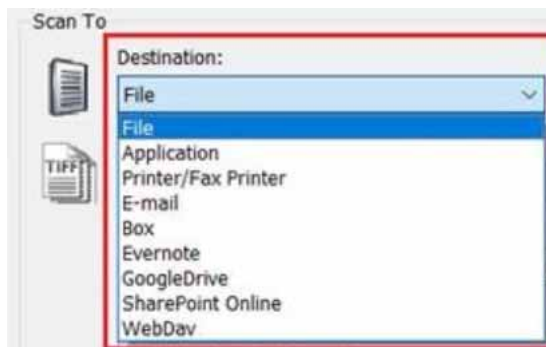 Scan To
Destination:
File
File
Application
Printer/Fax Printer
E-mail
TIFF
Box
Evernote
GoogleDrive
SharePoint Online
WebDav